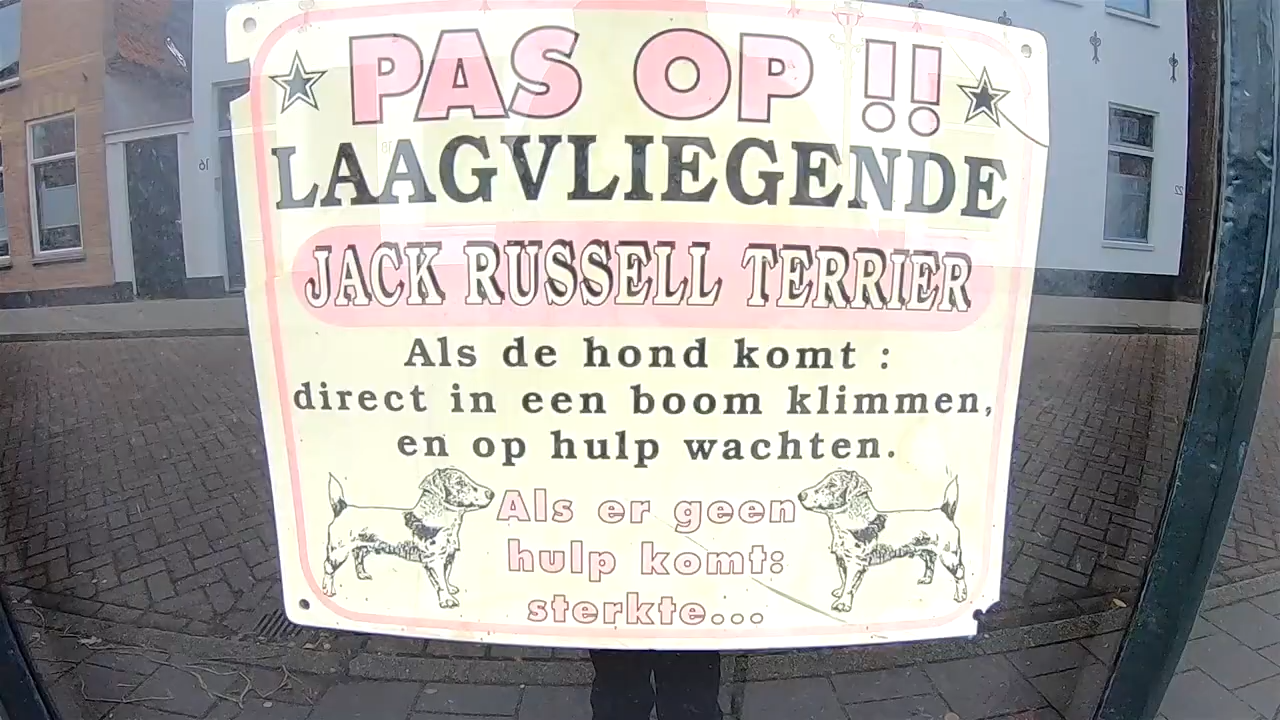 PAS OP !!
LAAGVLIEGENDE
JACK RUSSELL TERRIER
Als de hond komt :
direct in een boom klimmen,
en op hulp wachten.
Als er geen
hulp komt:
sterkte...